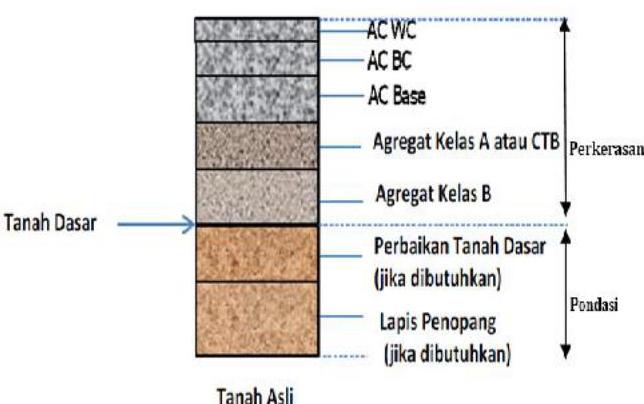 AC WC
AC BC
AC Base
Agregat Kelas A atau CTB
Perkerasan
Agregat Kelas B
Tanah Dasar
Perbaikan Tanah Dasar
(jika dibutuhkan)
Pondasi
Lapis Penopang
(jika dibutuhkan)
Tanah Asli